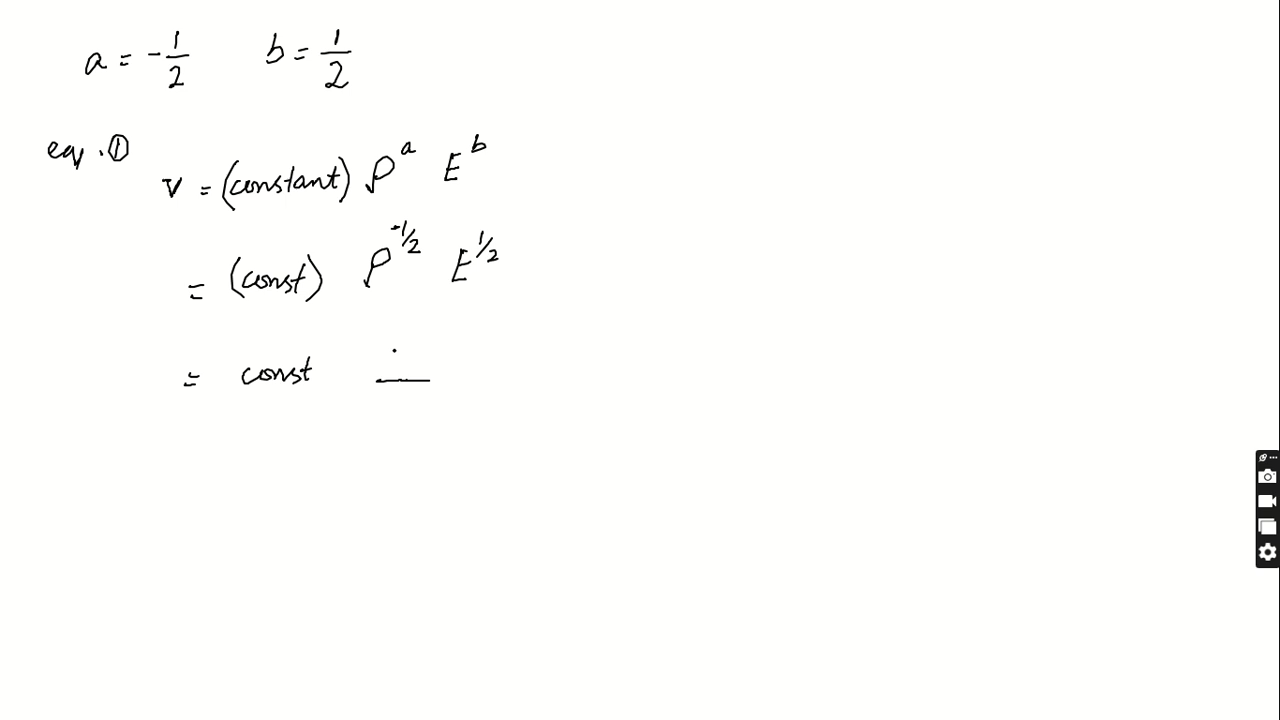 a = -1/2 b = 1/2
eq. ①
v = (constant) ρ^a E^b
= (const) ρ^-1/2 E^1/2
= const